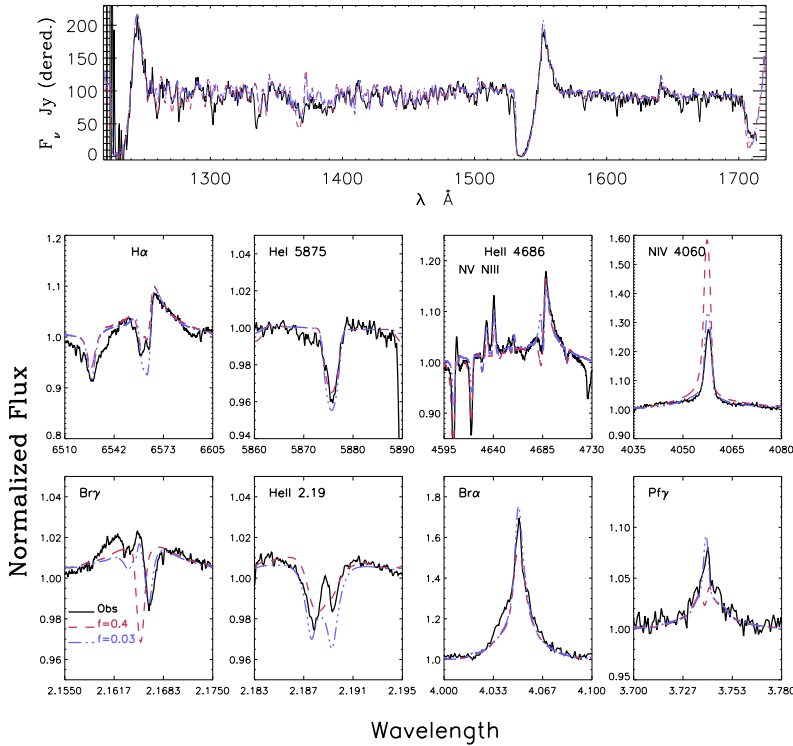 F_ν Jy (dered.)
200
150
100
50
0
1300 1400 1500 1600 1700
λ Å
Normalized Flux
Hα
1.2
1.1
1.0
0.9
0.8
6510 6542 6573 6605
HeI 5875
1.04
1.02
1.00
0.98
0.96
0.94
5860 5870 5880 5890
HeII 4686
NV NIII
1.20
1.10
1.00
0.90
4595 4640 4685 4730
NIV 4060
1.60
1.50
1.40
1.30
1.20
1.10
1.00
0.90
4035 4050 4065 4080
Brγ
1.04
1.02
1.00
0.98
0.96
Obs
f=0.4
f=0.03
2.1550 2.1617 2.1683 2.1750
HeII 2.19
1.04
1.02
1.00
0.98
0.96
2.183 2.187 2.191 2.195
Brα
1.8
1.6
1.4
1.2
1.0
4.000 4.033 4.067 4.100
Pfγ
1.10
1.05
1.00
0.95
3.700 3.727 3.753 3.780
Wavelength